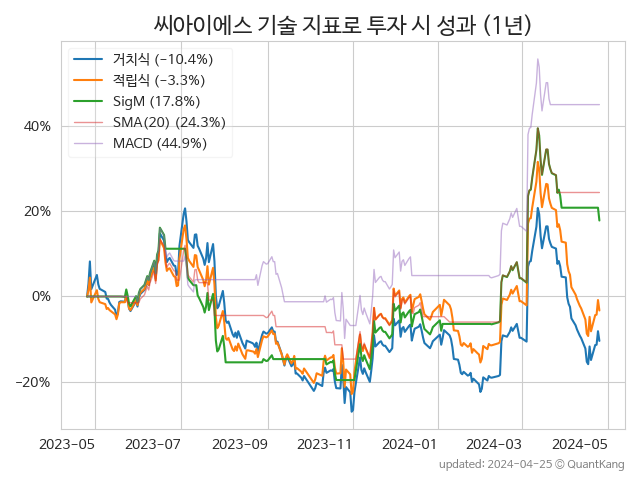 씨아이에스 기술 지표로 투자 시 성과 (1년)
거치식 (−10.4%)
적립식 (−3.3%)
SigM (17.8%)
SMA(20) (24.3%)
MACD (44.9%)
40%
20%
0%
−20%
2023−05 2023−07 2023−09 2023−11 2024−01 2024−03 2024−05
updated: 2024−04−25 © QuantKang